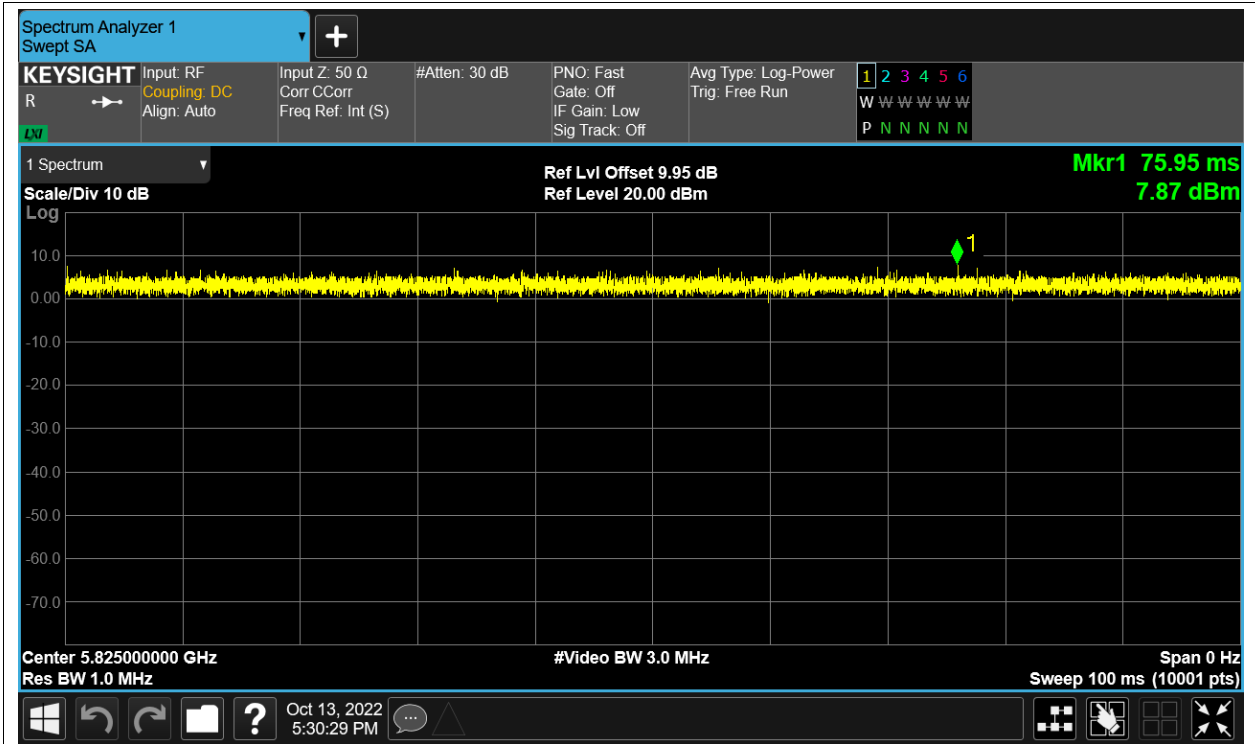 Spectrum Analyzer 1
Swept SA
+
KEYSIGHT
R
LXI
Input: RF
Coupling: DC
Align: Auto
Input Z: 50 Ω
Corr CCorr
Freq Ref: Int (S)
#Atten: 30 dB
PNO: Fast
Gate: Off
IF Gain: Low
Sig Track: Off
Avg Type: Log-Power
Trig: Free Run
1 2 3 4 5 6
W W W W W W
P N N N N N
1 Spectrum
Scale/Div 10 dB
Ref Lvl Offset 9.95 dB
Ref Level 20.00 dBm
Mkr1 75.95 ms
7.87 dBm
Log
1
10.0
0.00
-10.0
-20.0
-30.0
-40.0
-50.0
-60.0
-70.0
Center 5.825000000 GHz
#Video BW 3.0 MHz
Span 0 Hz
Res BW 1.0 MHz
Sweep 100 ms (10001 pts)
?
Oct 13, 2022
5:30:29 PM